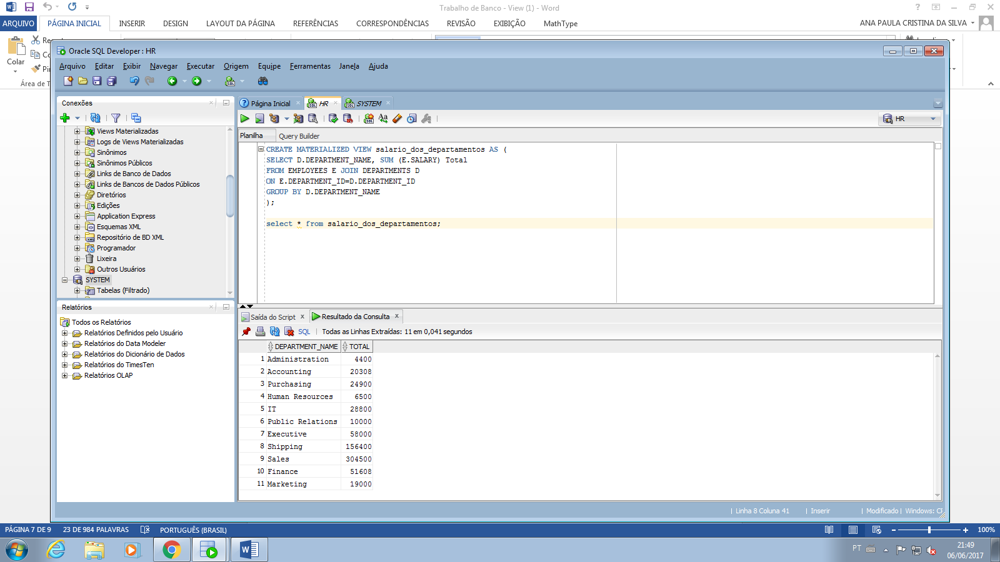 Trabalho de Banco - View (1) - Word
ARQUIVO PÁGINA INICIAL INSERIR DESIGN LAYOUT DA PÁGINA REFERÊNCIAS CORRESPONDÊNCIAS REVISÃO EXIBIÇÃO MathType ANA PAULA CRISTINA DA SILVA
Colar
Área de T
Oracle SQL Developer : HR
Arquivo Editar Exibir Navegar Executar Origem Equipe Ferramentas Janela Ajuda
Conexões
Views Materializadas
Logs de Views Materializadas
Sinônimos
Sinônimos Públicos
Links de Banco de Dados
Links de Bancos de Dados Públicos
Diretórios
Edições
Application Express
Esquemas XML
Repositório de BD XML
Programador
Lixeira
Outros Usuários
SYSTEM
Tabelas (Filtrado)
Relatórios
Todos os Relatórios
Relatórios Definidos pelo Usuário
Relatórios do Data Modeler
Relatórios do Dicionário de Dados
Relatórios do TimesTen
Relatórios OLAP
Página Inicial HR SYSTEM
HR
Planilha Query Builder
CREATE MATERIALIZED VIEW salario_dos_departamentos AS (
SELECT D.DEPARTMENT_NAME, SUM (E.SALARY) Total
FROM EMPLOYEES E JOIN DEPARTMENTS D
ON E.DEPARTMENT_ID=D.DEPARTMENT_ID
GROUP BY D.DEPARTMENT_NAME
);
select * from salario_dos_departamentos;
Saída do Script Resultado da Consulta
SQL Todas as Linhas Extraídas: 11 em 0,041 segundos
DEPARTMENT_NAME TOTAL
1 Administration 4400
2 Accounting 20308
3 Purchasing 24900
4 Human Resources 6500
5 IT 28800
6 Public Relations 10000
7 Executive 58000
8 Shipping 156400
9 Sales 304500
10 Finance 51608
11 Marketing 19000
Linha 8 Coluna 41 Inserir Modificado Windows: CF
PÁGINA 7 DE 9 23 DE 984 PALAVRAS PORTUGUÊS (BRASIL) 100%
PT 21:49
06/06/2017